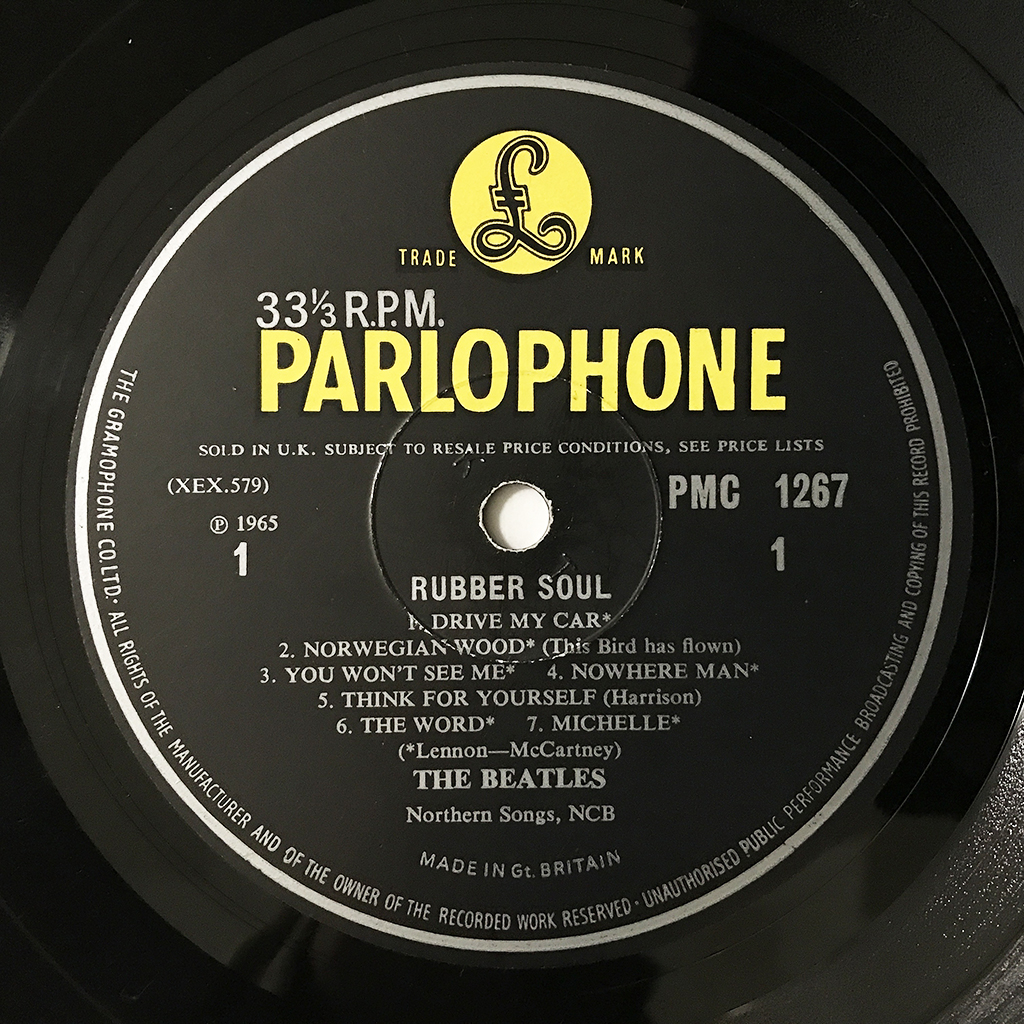 £
TRADE MARK
33⅓ R.P.M.
PARLOPHONE
SOLD IN U.K. SUBJECT TO RESALE PRICE CONDITIONS, SEE PRICE LISTS
(XEX.579) PMC 1267
℗ 1965
1 1
RUBBER SOUL
1. DRIVE MY CAR*
2. NORWEGIAN WOOD* (This Bird has flown)
3. YOU WON'T SEE ME* 4. NOWHERE MAN*
5. THINK FOR YOURSELF (Harrison)
6. THE WORD* 7. MICHELLE*
(*Lennon—McCartney)
THE BEATLES
Northern Songs, NCB
MADE IN Gt. BRITAIN
THE GRAMOPHONE CO. LTD. · ALL RIGHTS OF THE MANUFACTURER AND OF THE OWNER OF THE RECORDED WORK RESERVED · UNAUTHORISED PUBLIC PERFORMANCE BROADCASTING AND COPYING OF THIS RECORD PROHIBITED